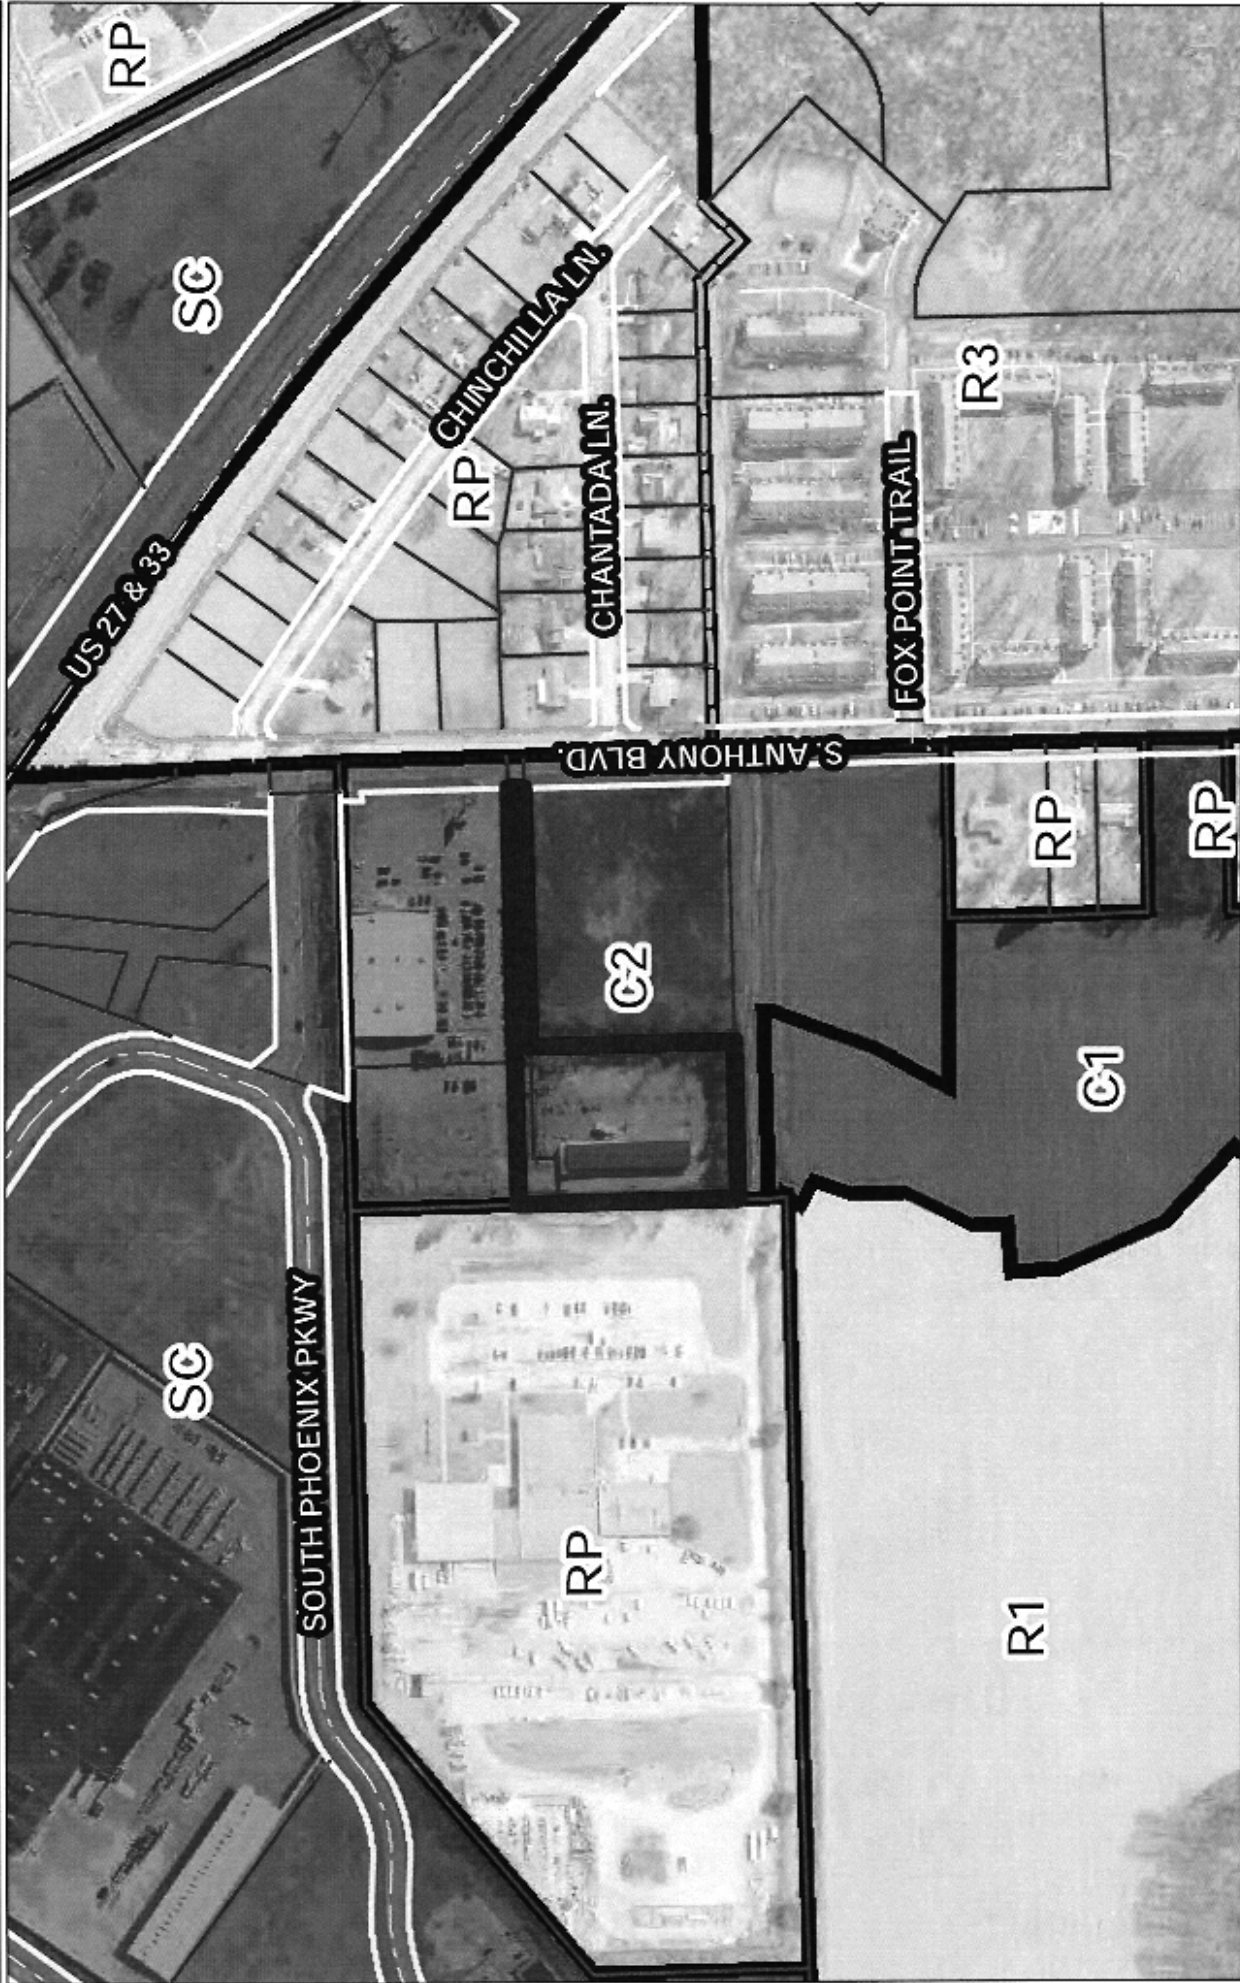 US 27 & 33
RP
SC
SC
SOUTH PHOENIX PKWY
RP
CHINCHILLA LN.
RP
C2
CHANTADA LN.
S. ANTHONY BLVD.
FOX POINT TRAIL
R3
R1
RP
C1
RP